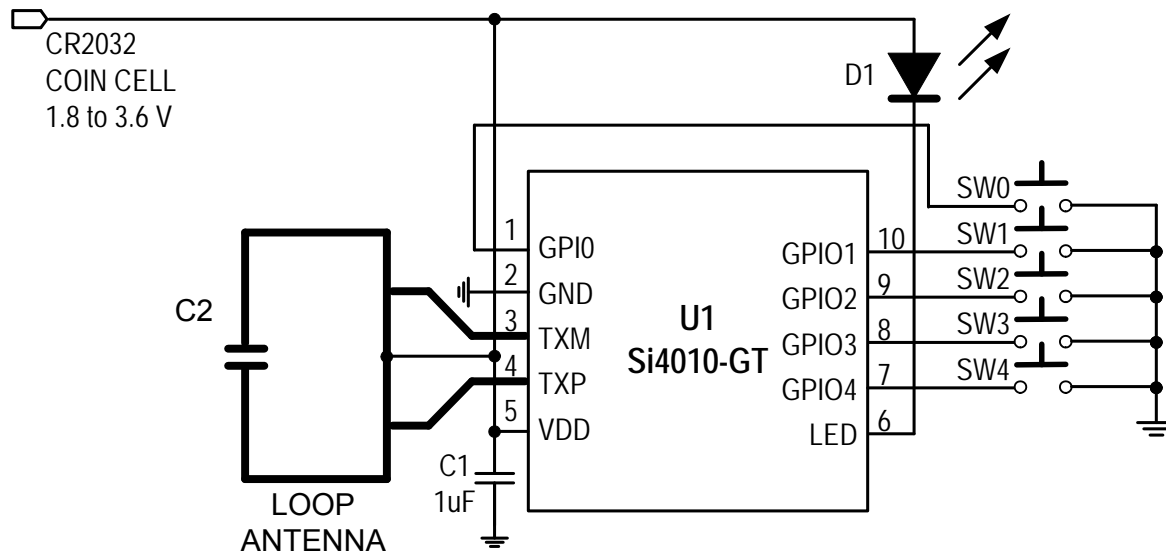 CR2032
COIN CELL
1.8 to 3.6 V
D1
SW0
1
GPI0
10
GPIO1
SW1
2
GND
9
GPIO2
SW2
C2
3
TXM
U1
Si4010-GT
8
GPIO3
SW3
4
TXP
7
GPIO4
SW4
5
VDD
6
LED
C1
1uF
LOOP
ANTENNA